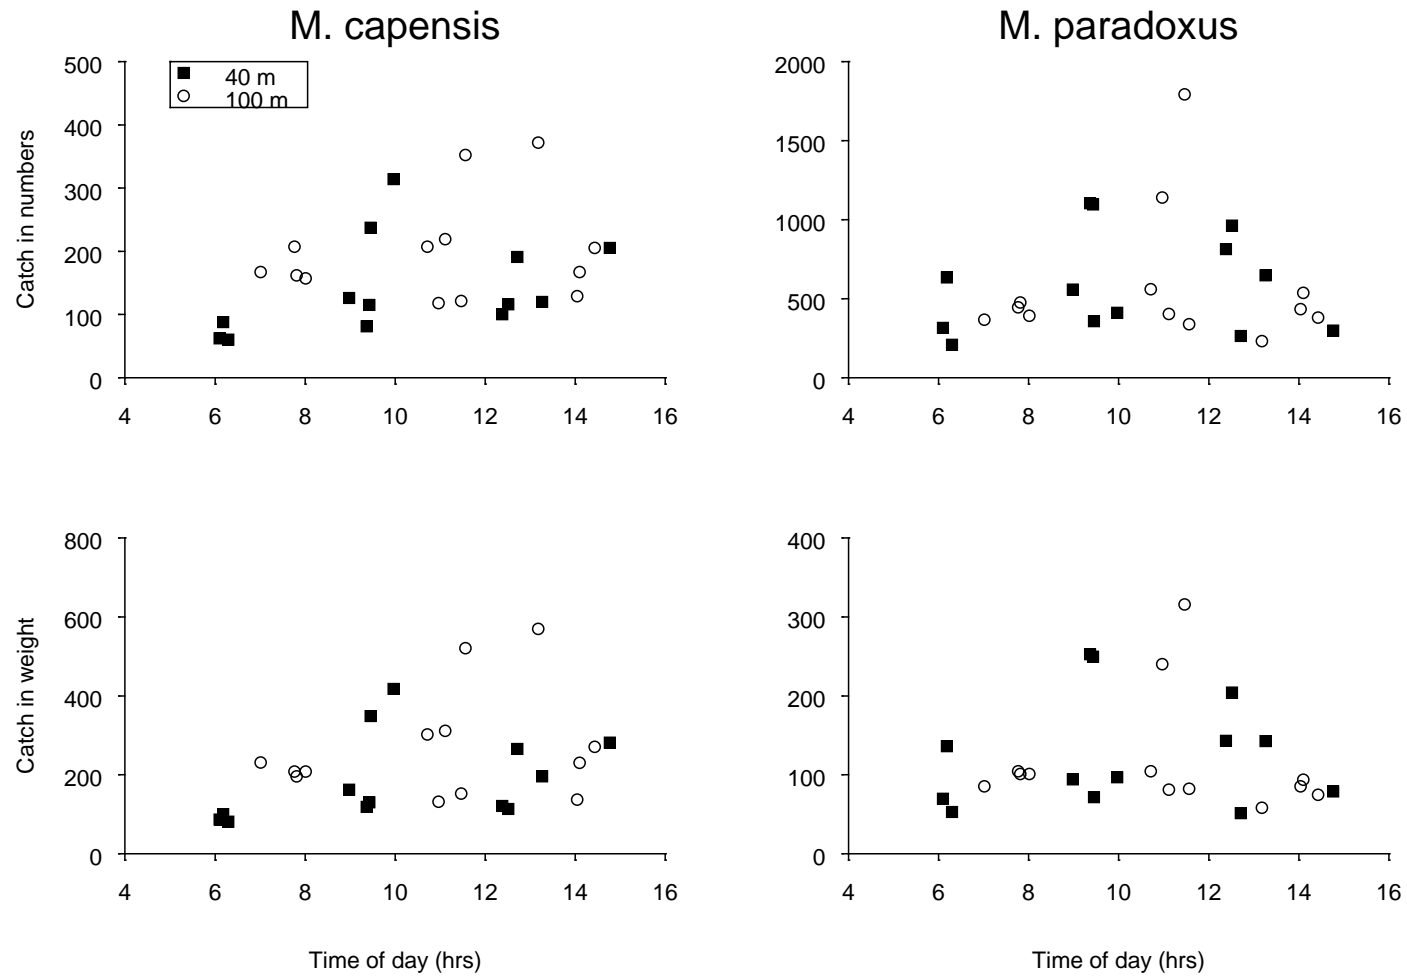 M. capensis
M. paradoxus
Catch in numbers
500
400
300
200
100
0
40 m
100 m
4 6 8 10 12 14 16
2000
1500
1000
500
0
4 6 8 10 12 14 16
Catch in weight
800
600
400
200
0
4 6 8 10 12 14 16
Time of day (hrs)
400
300
200
100
0
4 6 8 10 12 14 16
Time of day (hrs)